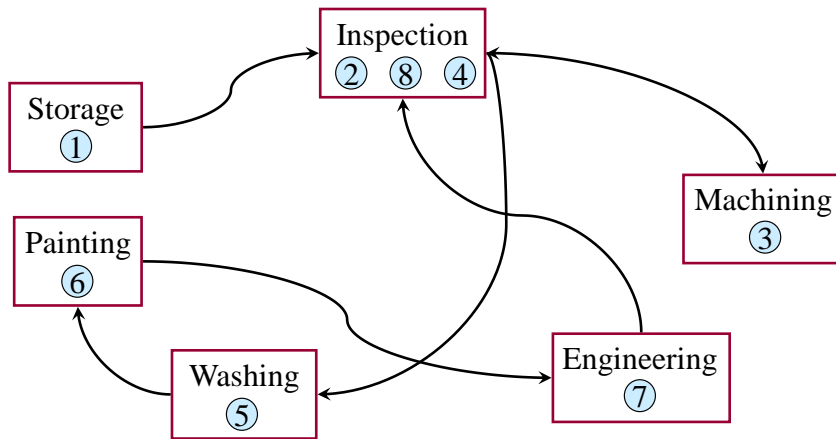 Inspection
2 8 4
Storage
1
Machining
3
Painting
6
Washing
5
Engineering
7